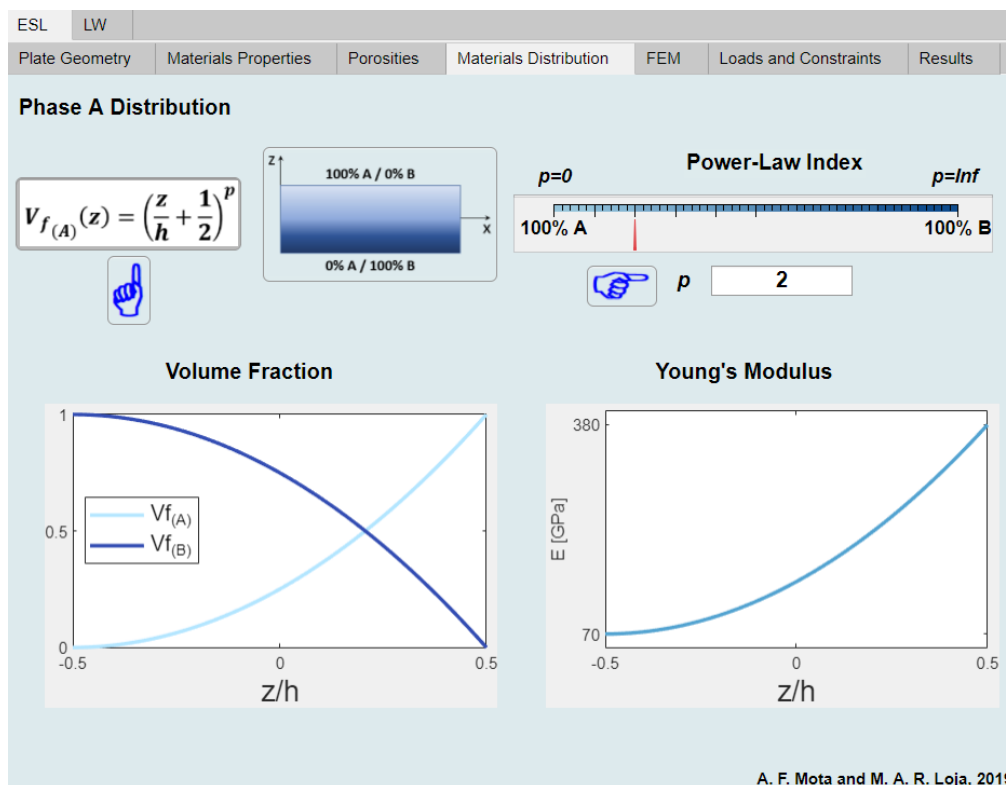 ESL LW
Plate Geometry Materials Properties Porosities Materials Distribution FEM Loads and Constraints Results
Phase A Distribution
V_{f_{(A)}}(z) = (z/h + 1/2)^p
z
100% A / 0% B
x
0% A / 100% B
Power-Law Index
p=0 p=Inf
100% A 100% B
p 2
Volume Fraction
1
0.5
0
-0.5 0 0.5
z/h
Vf(A)
Vf(B)
Young's Modulus
380
70
E [GPa]
-0.5 0 0.5
z/h
A. F. Mota and M. A. R. Loja, 2019